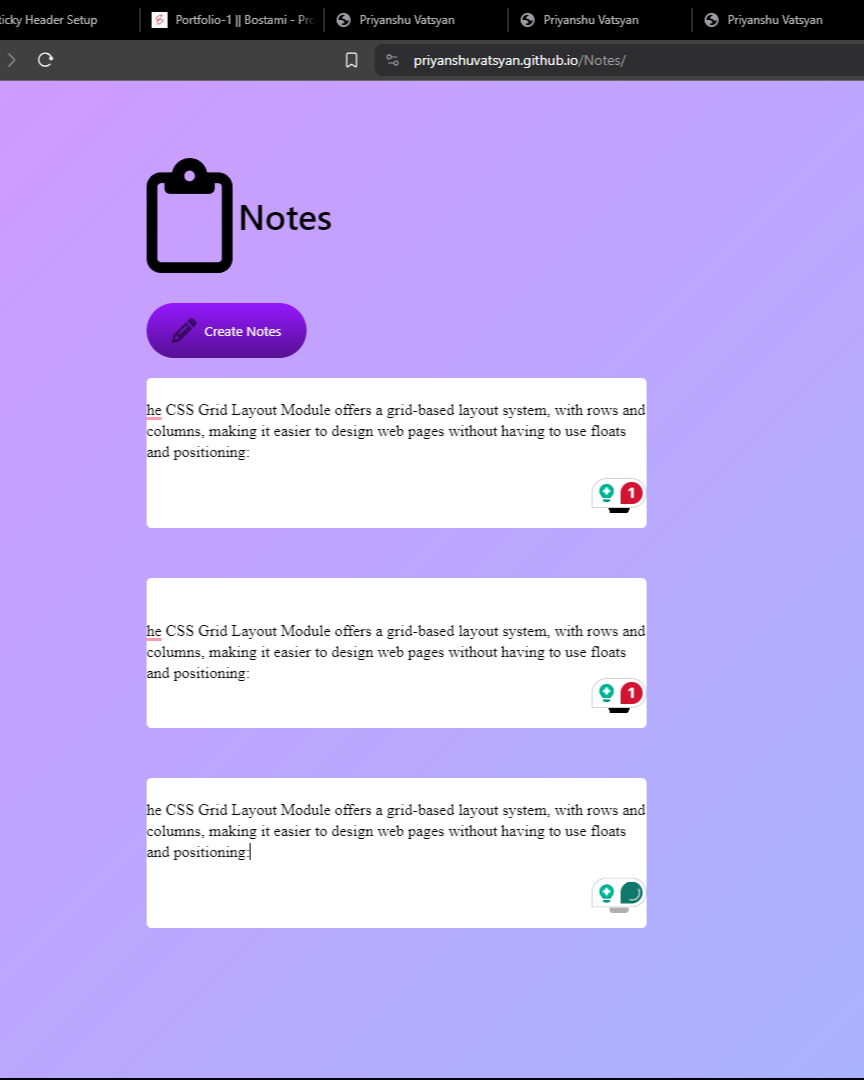 icky Header Setup
Portfolio-1 || Bostami - Pro
Priyanshu Vatsyan
Priyanshu Vatsyan
Priyanshu Vatsyan
priyanshuvatsyan.github.io/Notes/
Notes
Create Notes
he CSS Grid Layout Module offers a grid-based layout system, with rows and
columns, making it easier to design web pages without having to use floats
and positioning:
1
he CSS Grid Layout Module offers a grid-based layout system, with rows and
columns, making it easier to design web pages without having to use floats
and positioning:
1
he CSS Grid Layout Module offers a grid-based layout system, with rows and
columns, making it easier to design web pages without having to use floats
and positioning: